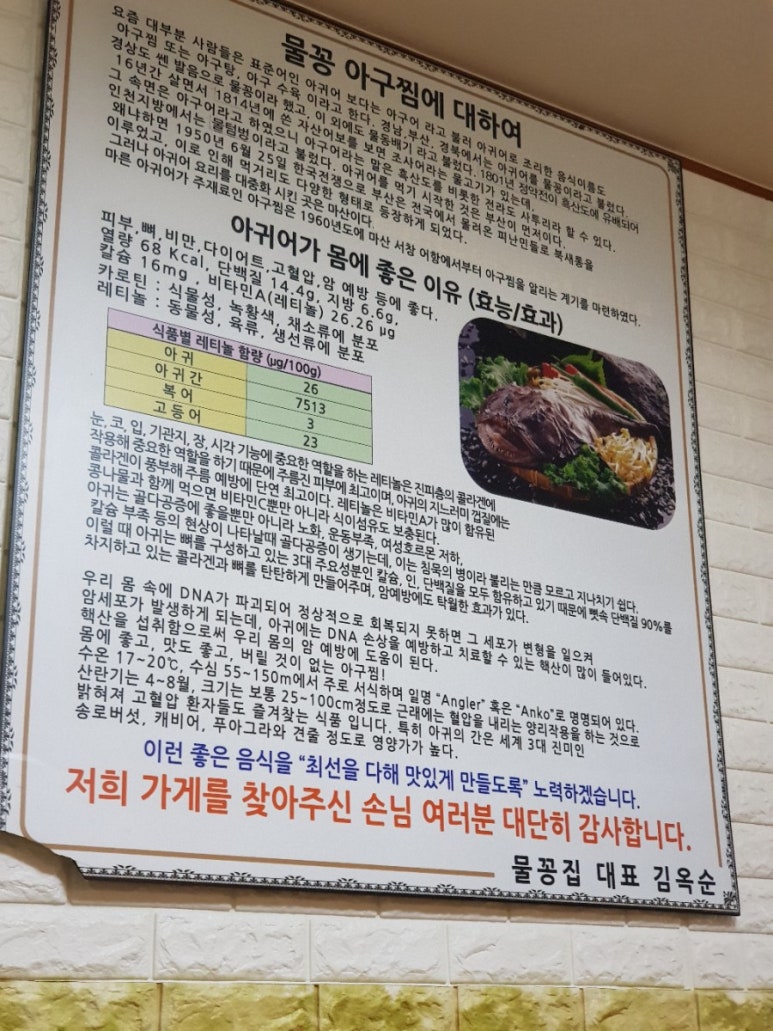 물꽁 아구찜에 대하여
요즘 대부분 사람들은 표준어인 아귀어 보다는 아구어 라고 불러 아귀어로 조리한 음식이름도
아구찜 또는 아구탕, 아구 수육 이라고 한다. 경남.부산, 경북에서는 아귀어를 물꽁이라고 불렀다.
경상도 쎈 발음으로 물꽁이라 했고, 이 외에도 물동배기 라고 불렀다. 1801년 정약전이 흑산도에 유배되어
16년간 살면서 1814년에 쓴 자산어보를 보면 조사어라는 물고기가 있는데,
그 속면은 아구어라고 하였으니 아구어라는 말은 흑산도를 비롯한 전라도 사투리라 할 수 있다.
인천지방에서는 물텀벙이라고 불렀다. 아귀어를 먹기 시작한 것은 부산이 먼저이다.
왜냐하면 1950년 6월 25일 한국전쟁으로 부산은 전국에서 몰려온 피난민들로 북새통을
이루었고, 이로 인해 먹거리도 다양한 형태로 등장하게 되었다.
그러나 아귀어 요리를 대중화 시킨 곳은 마산이다.
마른 아귀어가 주재료인 아구찜은 1960년도에 마산 서창 어함에서부터 아구찜을 알리는 계기를 마련하였다.
아귀어가 몸에 좋은 이유 (효능/효과)
피부,뼈,비만,다이어트,고혈압,암 예방 등에 좋다.
열량 68 Kcal, 단백질 14.4g, 지방 6.6g,
칼슘 16mg , 비타민A(레티놀) 26.26 μg
카로틴 : 식물성, 녹황색, 채소류에 분포
레티놀 : 동물성, 육류, 생선류에 분포
식품별 레티놀 함량 (μg/100g)
아귀 26
아귀간 7513
복어 3
고등어 23
눈, 코, 입, 기관지, 장, 시각 기능에 중요한 역할을 하는 레티놀은 진피층의 콜라겐에
작용해 중요한 역할을 하기 때문에 주름진 피부에 최고이며, 아귀의 지느러미 껍질에는
콜라겐이 풍부해 주름 예방에 단연 최고이다. 레티놀은 비타민A가 많이 함유된
콩나물과 함께 먹으면 비타민C뿐만 아니라 식이섬유도 보충된다.
아귀는 골다공증에 좋을뿐만 아니라 노화, 운동부족, 여성호르몬 저하,
칼슘 부족 등의 현상이 나타날때 골다공증이 생기는데, 이는 침묵의 병이라 불리는 만큼 모르고 지나치기 쉽다.
이럴 때 아귀는 뼈를 구성하고 있는 3대 주요성분인 칼슘, 인, 단백질을 모두 함유하고 있기 때문에 뼛속 단백질 90%를
차지하고 있는 콜라겐과 뼈를 탄탄하게 만들어주며, 암예방에도 탁월한 효과가 있다.
우리 몸 속에 DNA가 파괴되어 정상적으로 회복되지 못하면 그 세포가 변형을 일으켜
암세포가 발생하게 되는데, 아귀에는 DNA 손상을 예방하고 치료할 수 있는 핵산이 많이 들어있다.
핵산을 섭취함으로써 우리 몸의 암 예방에 도움이 된다.
몸에 좋고, 맛도 좋고, 버릴 것이 없는 아구찜!
수온 17~20℃, 수심 55~150m에서 주로 서식하며 일명 "Angler" 혹은 "Anko"로 명명되어 있다.
산란기는 4~8월, 크기는 보통 25~100cm정도로 근래에는 혈압을 내리는 양리작용을 하는 것으로
밝혀져 고혈압 환자들도 즐겨찾는 식품 입니다. 특히 아귀의 간은 세계 3대 진미인
송로버섯, 캐비어, 푸아그라와 견줄 정도로 영양가가 높다.
이런 좋은 음식을 "최선을 다해 맛있게 만들도록" 노력하겠습니다.
저희 가게를 찾아주신 손님 여러분 대단히 감사합니다.
물꽁집 대표 김옥순